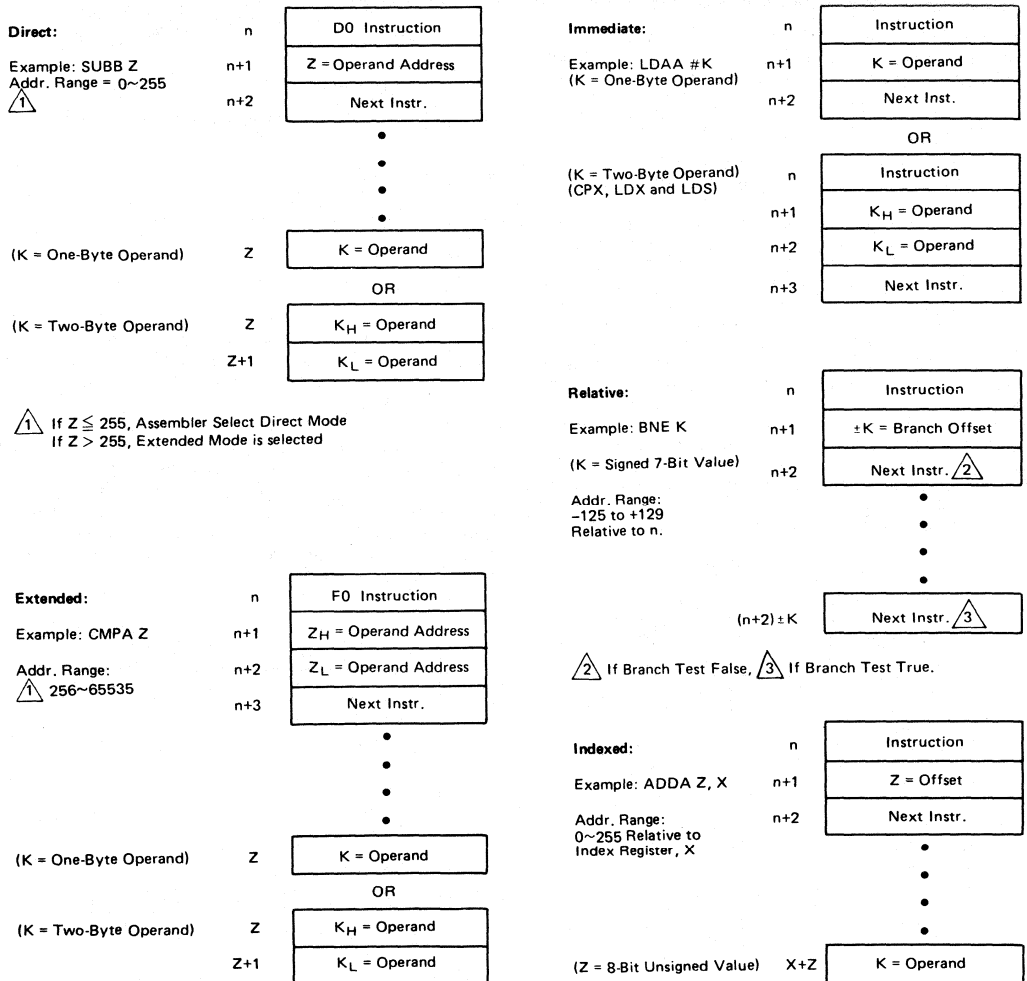 Direct:
n
D0 Instruction
Example: SUBB Z
n+1
Z = Operand Address
Addr. Range = 0~255
1
n+2
Next Instr.
(K = One-Byte Operand)
Z
K = Operand
OR
(K = Two-Byte Operand)
Z
KH = Operand
Z+1
KL = Operand
1 If Z ≦ 255, Assembler Select Direct Mode
If Z > 255, Extended Mode is selected
Extended:
n
F0 Instruction
Example: CMPA Z
n+1
ZH = Operand Address
Addr. Range:
n+2
ZL = Operand Address
1 256~65535
n+3
Next Instr.
(K = One-Byte Operand)
Z
K = Operand
OR
(K = Two-Byte Operand)
Z
KH = Operand
Z+1
KL = Operand
Immediate:
n
Instruction
Example: LDAA #K
n+1
K = Operand
(K = One-Byte Operand)
n+2
Next Inst.
OR
(K = Two-Byte Operand)
n
Instruction
(CPX, LDX and LDS)
n+1
KH = Operand
n+2
KL = Operand
n+3
Next Instr.
Relative:
n
Instruction
Example: BNE K
n+1
±K = Branch Offset
(K = Signed 7-Bit Value)
n+2
Next Instr. 2
Addr. Range:
−125 to +129
Relative to n.
(n+2) ± K
Next Instr. 3
2 If Branch Test False, 3 If Branch Test True.
Indexed:
n
Instruction
Example: ADDA Z, X
n+1
Z = Offset
Addr. Range:
n+2
Next Instr.
0~255 Relative to
Index Register, X
(Z = 8-Bit Unsigned Value)
X+Z
K = Operand